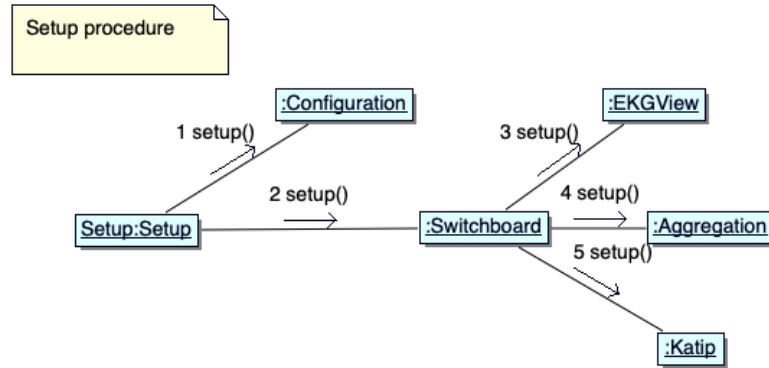 Setup procedure
:Configuration
:EKGView
1 setup()
3 setup()
2 setup()
4 setup()
Setup:Setup
:Switchboard
:Aggregation
5 setup()
:Katip